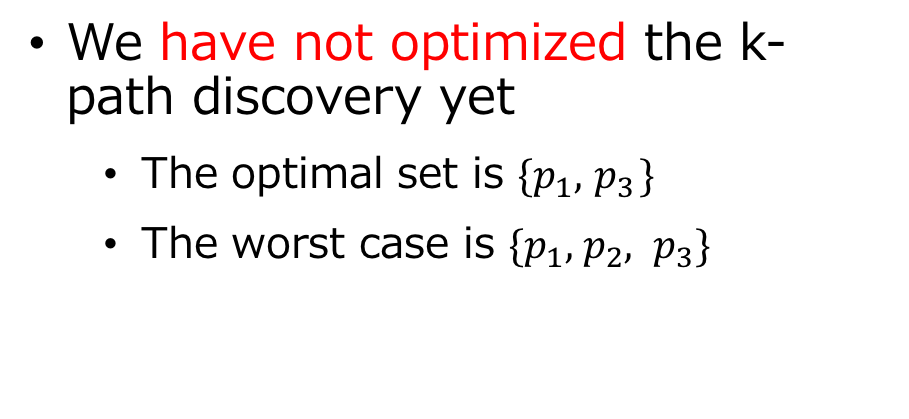 • We have not optimized the k-
path discovery yet
• The optimal set is {p₁, p₃}
• The worst case is {p₁, p₂, p₃}